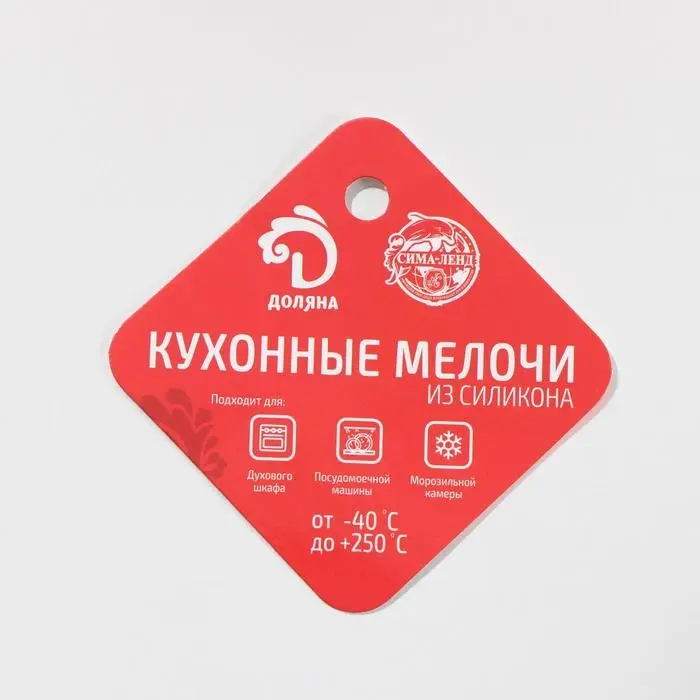 ДОЛЯНА
СИМА-ЛЕНД
КУХОННЫЕ МЕЛОЧИ
ИЗ СИЛИКОНА
Подходит для:
Духового
шкафа
Посудомоечной
машины
Морозильной
камеры
от -40 °C
до +250 °C